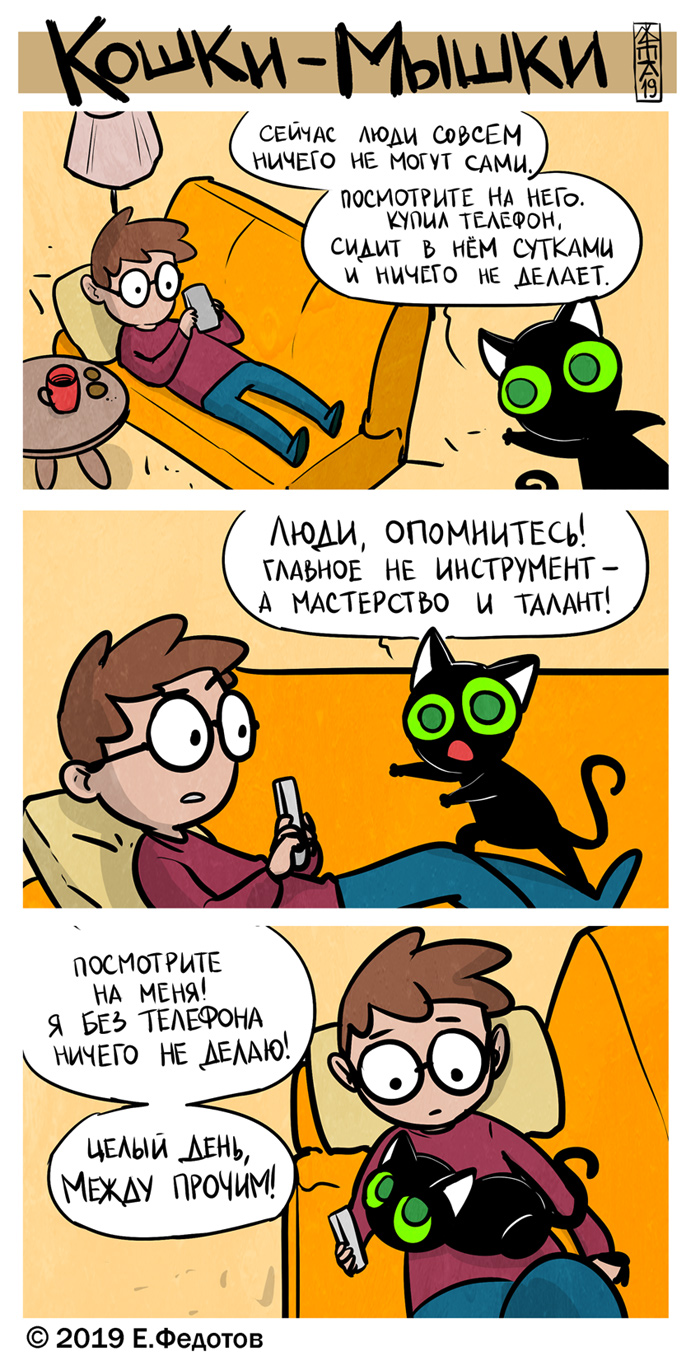 Кошки-Мышки
19
СЕЙЧАС ЛЮДИ СОВСЕМ
НИЧЕГО НЕ МОГУТ САМИ.
ПОСМОТРИТЕ НА НЕГО.
КУПИЛ ТЕЛЕФОН,
СИДИТ В НЁМ СУТКАМИ
И НИЧЕГО НЕ ДЕЛАЕТ.
ЛЮДИ, ОПОМНИТЕСЬ!
ГЛАВНОЕ НЕ ИНСТРУМЕНТ –
А МАСТЕРСТВО И ТАЛАНТ!
ПОСМОТРИТЕ
НА МЕНЯ!
Я БЕЗ ТЕЛЕФОНА
НИЧЕГО НЕ ДЕЛАЮ!
ЦЕЛЫЙ ДЕНЬ,
МЕЖДУ ПРОЧИМ!
© 2019 Е.Федотов